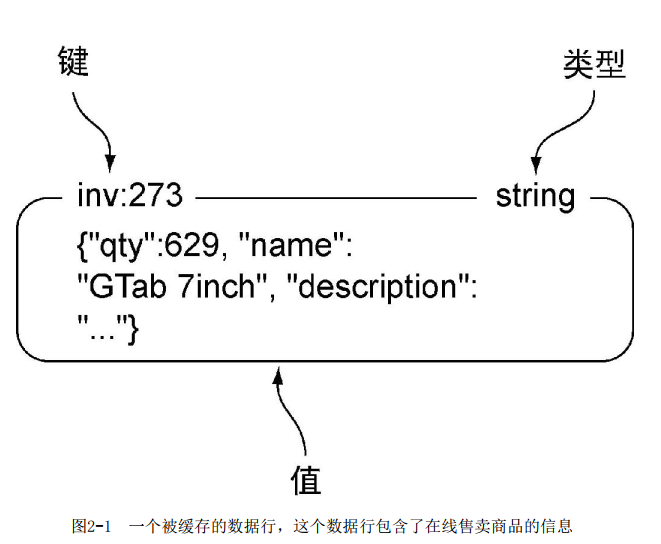 键
类型
inv:273
string
{"qty":629, "name":
"GTab 7inch", "description":
"..."}
值
图2-1 一个被缓存的数据行，这个数据行包含了在线售卖商品的信息